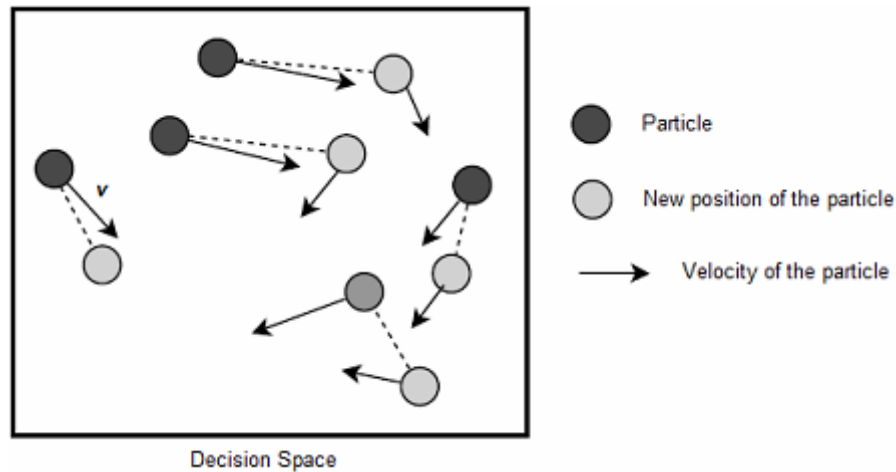 v
Particle
New position of the particle
Velocity of the particle
Decision Space